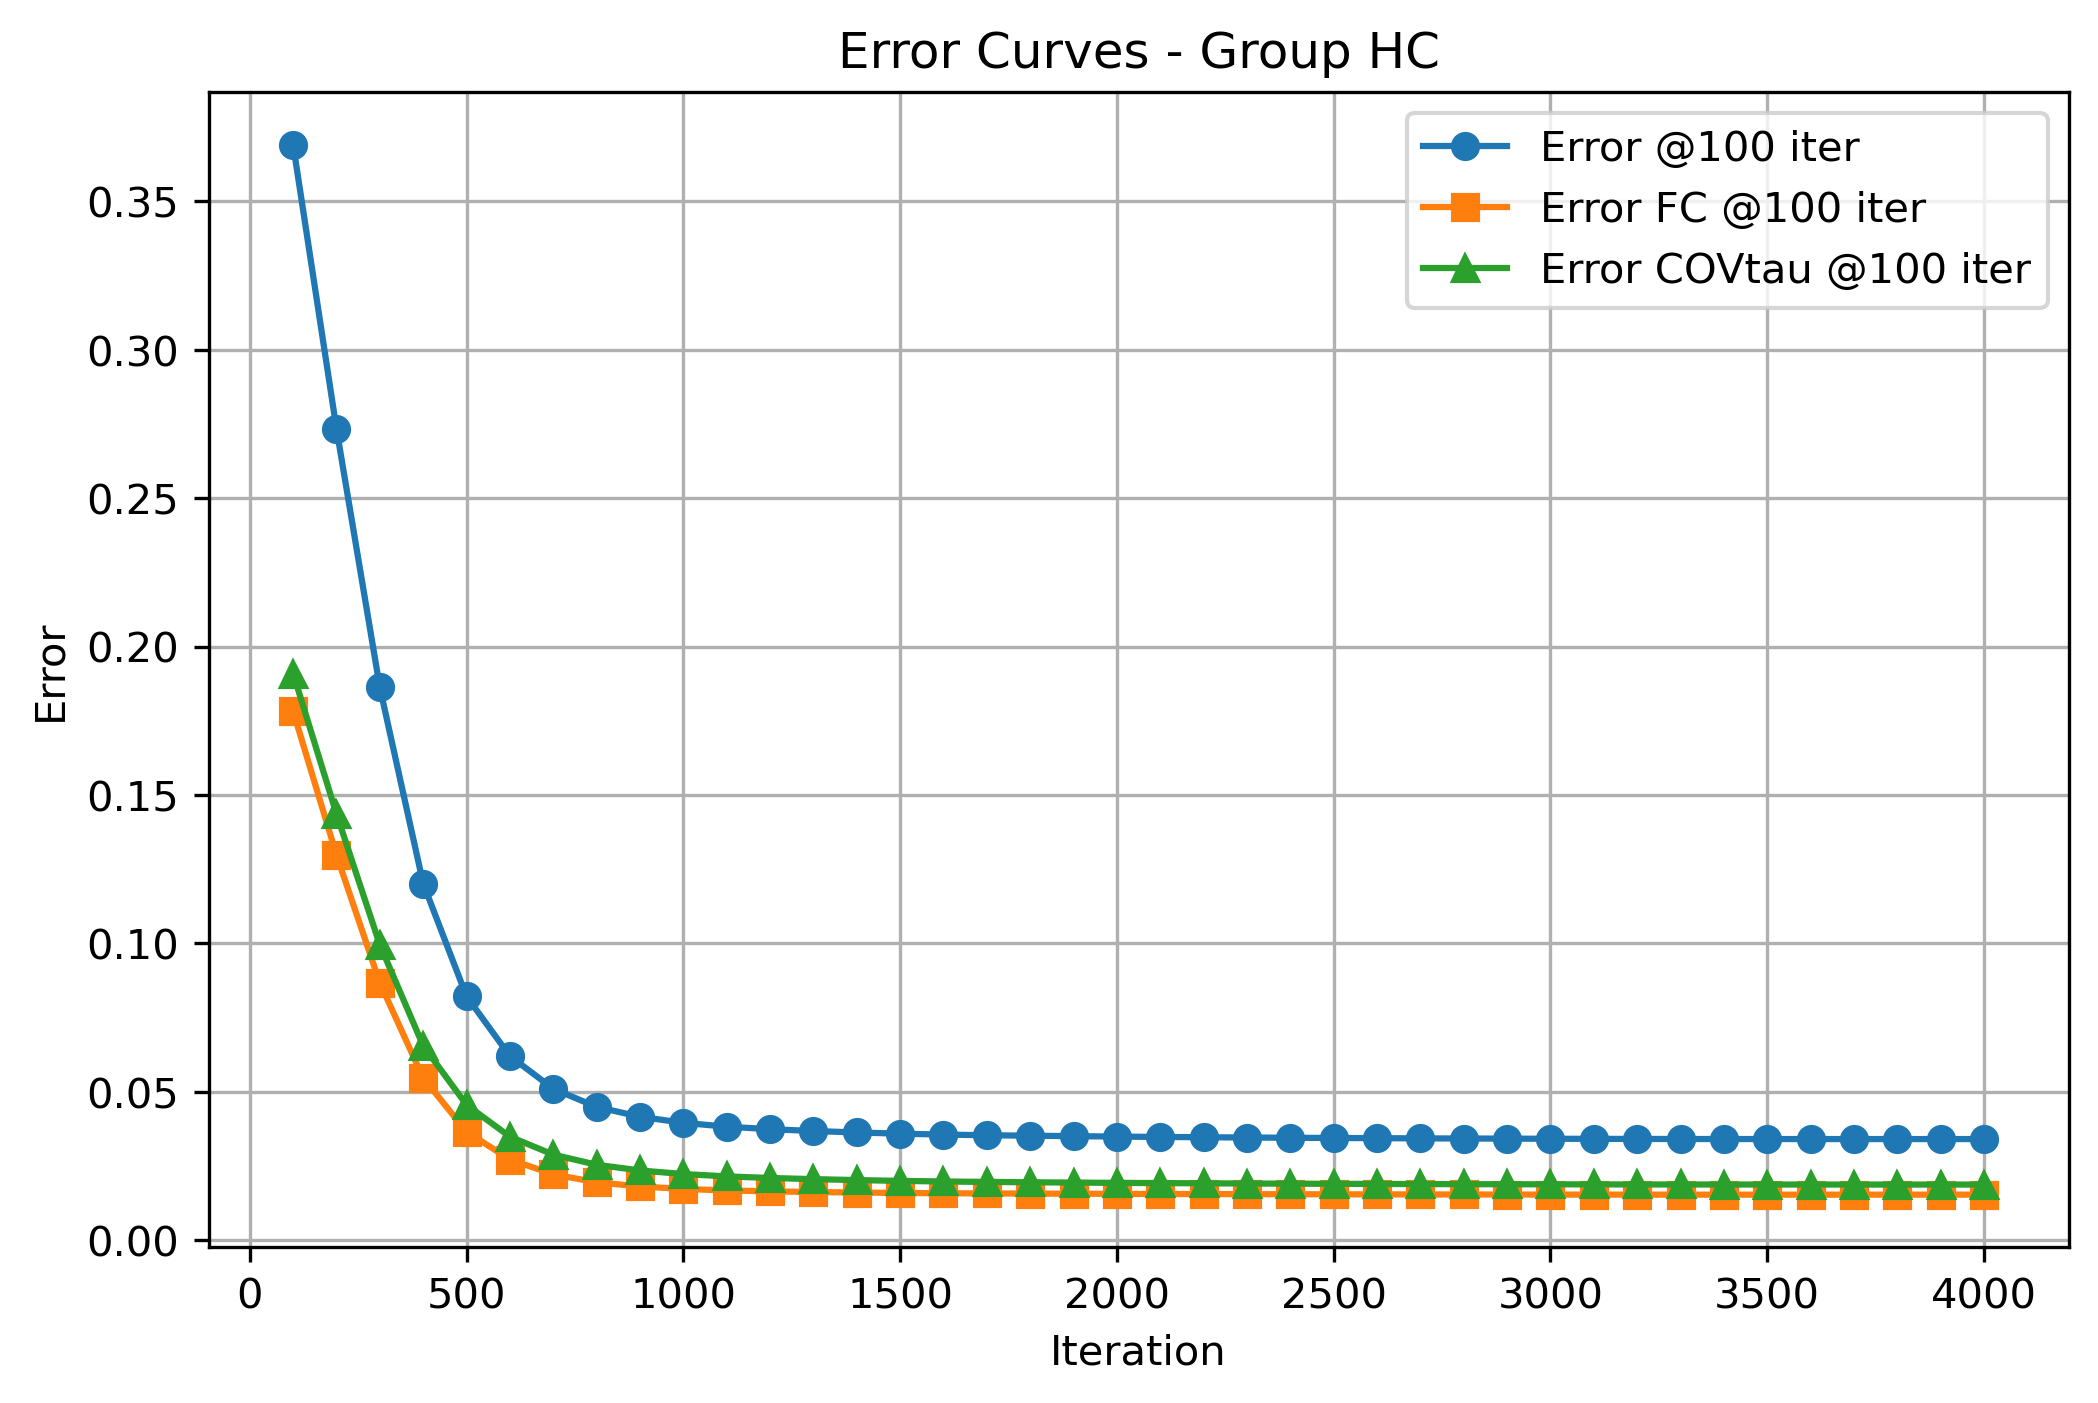 Error Curves - Group HC
Error @100 iter
Error FC @100 iter
Error COVtau @100 iter
0.35
0.30
0.25
0.20
0.15
0.10
0.05
0.00
Error
0 500 1000 1500 2000 2500 3000 3500 4000
Iteration